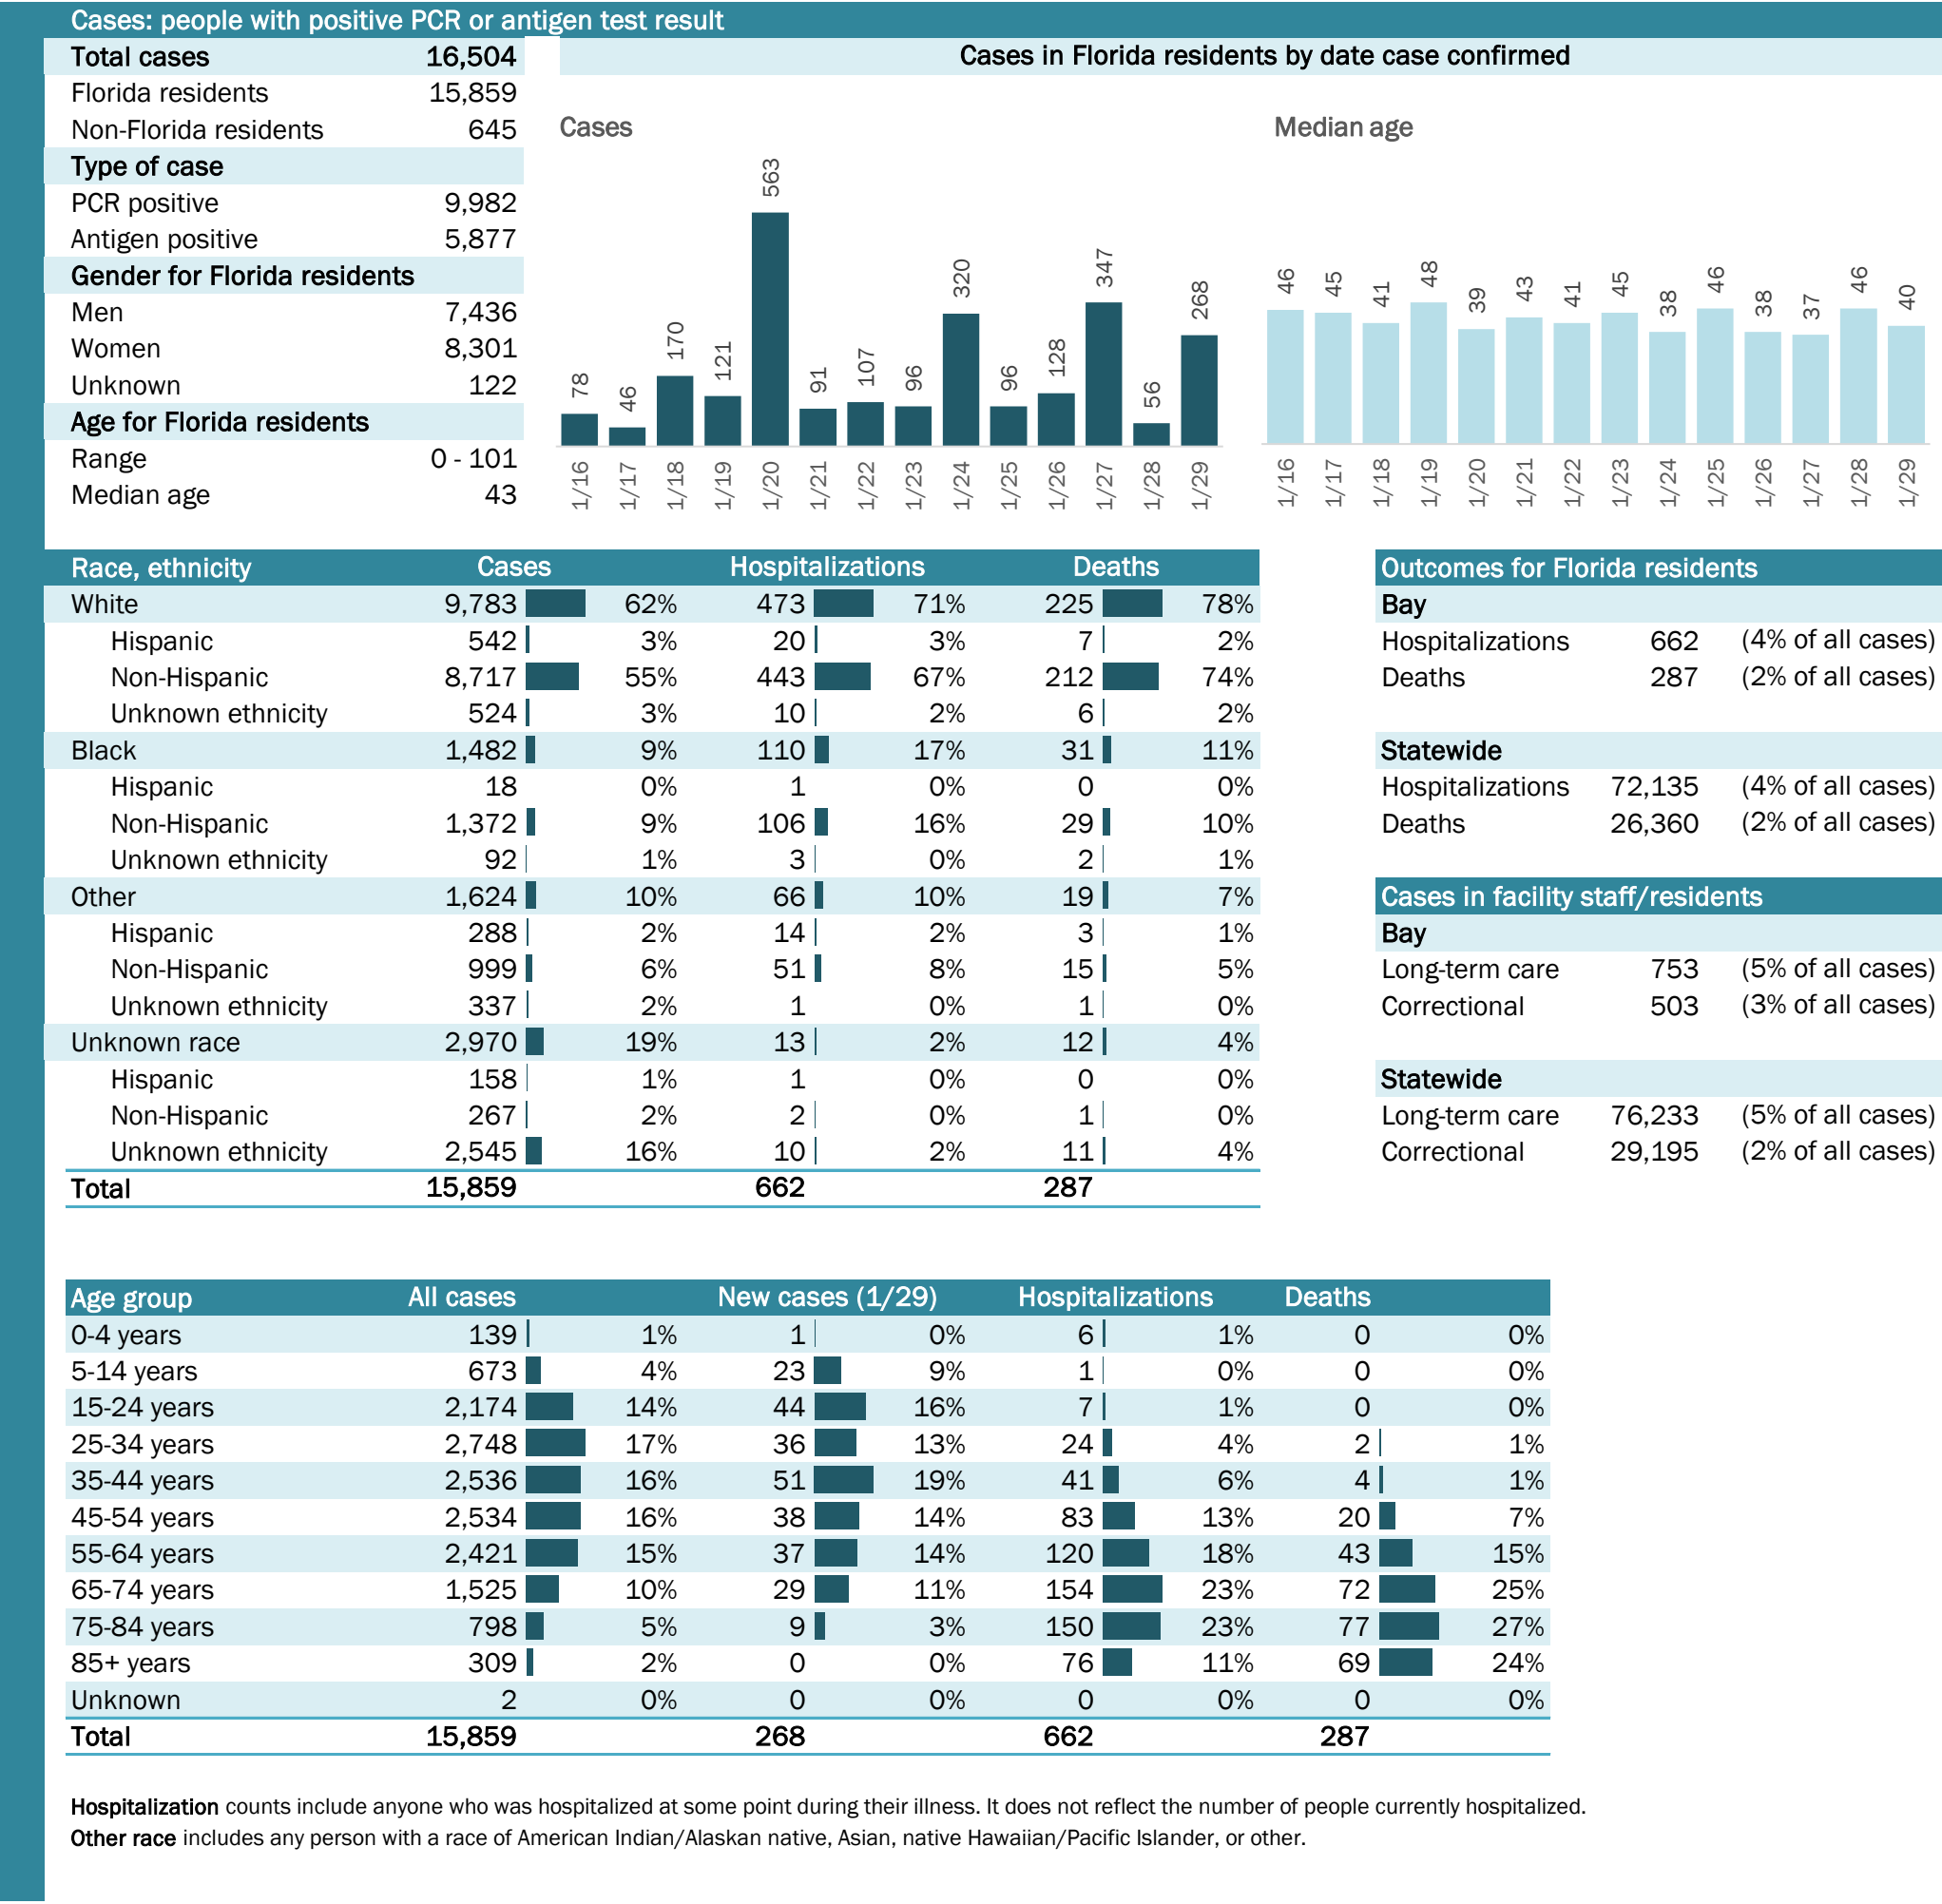 Cases: people with positive PCR or antigen test result
Total cases 16,504
Florida residents 15,859
Non-Florida residents 645
Type of case
PCR positive 9,982
Antigen positive 5,877
Gender for Florida residents
Men 7,436
Women 8,301
Unknown 122
Age for Florida residents
Range 0 - 101
Median age 43
Cases in Florida residents by date case confirmed
Cases
78 46 170 121 563 91 107 96 320 96 128 347 56 268
1/16 1/17 1/18 1/19 1/20 1/21 1/22 1/23 1/24 1/25 1/26 1/27 1/28 1/29
Median age
46 45 41 48 39 43 41 45 38 46 38 37 46 40
1/16 1/17 1/18 1/19 1/20 1/21 1/22 1/23 1/24 1/25 1/26 1/27 1/28 1/29
Race, ethnicity Cases Hospitalizations Deaths
White 9,783 62% 473 71% 225 78%
Hispanic 542 3% 20 3% 7 2%
Non-Hispanic 8,717 55% 443 67% 212 74%
Unknown ethnicity 524 3% 10 2% 6 2%
Black 1,482 9% 110 17% 31 11%
Hispanic 18 0% 1 0% 0 0%
Non-Hispanic 1,372 9% 106 16% 29 10%
Unknown ethnicity 92 1% 3 0% 2 1%
Other 1,624 10% 66 10% 19 7%
Hispanic 288 2% 14 2% 3 1%
Non-Hispanic 999 6% 51 8% 15 5%
Unknown ethnicity 337 2% 1 0% 1 0%
Unknown race 2,970 19% 13 2% 12 4%
Hispanic 158 1% 1 0% 0 0%
Non-Hispanic 267 2% 2 0% 1 0%
Unknown ethnicity 2,545 16% 10 2% 11 4%
Total 15,859 662 287
Outcomes for Florida residents
Bay
Hospitalizations 662 (4% of all cases)
Deaths 287 (2% of all cases)
Statewide
Hospitalizations 72,135 (4% of all cases)
Deaths 26,360 (2% of all cases)
Cases in facility staff/residents
Bay
Long-term care 753 (5% of all cases)
Correctional 503 (3% of all cases)
Statewide
Long-term care 76,233 (5% of all cases)
Correctional 29,195 (2% of all cases)
Age group All cases New cases (1/29) Hospitalizations Deaths
0-4 years 139 1% 1 0% 6 1% 0 0%
5-14 years 673 4% 23 9% 1 0% 0 0%
15-24 years 2,174 14% 44 16% 7 1% 0 0%
25-34 years 2,748 17% 36 13% 24 4% 2 1%
35-44 years 2,536 16% 51 19% 41 6% 4 1%
45-54 years 2,534 16% 38 14% 83 13% 20 7%
55-64 years 2,421 15% 37 14% 120 18% 43 15%
65-74 years 1,525 10% 29 11% 154 23% 72 25%
75-84 years 798 5% 9 3% 150 23% 77 27%
85+ years 309 2% 0 0% 76 11% 69 24%
Unknown 2 0% 0 0% 0 0% 0 0%
Total 15,859 268 662 287
Hospitalization counts include anyone who was hospitalized at some point during their illness. It does not reflect the number of people currently hospitalized.
Other race includes any person with a race of American Indian/Alaskan native, Asian, native Hawaiian/Pacific Islander, or other.